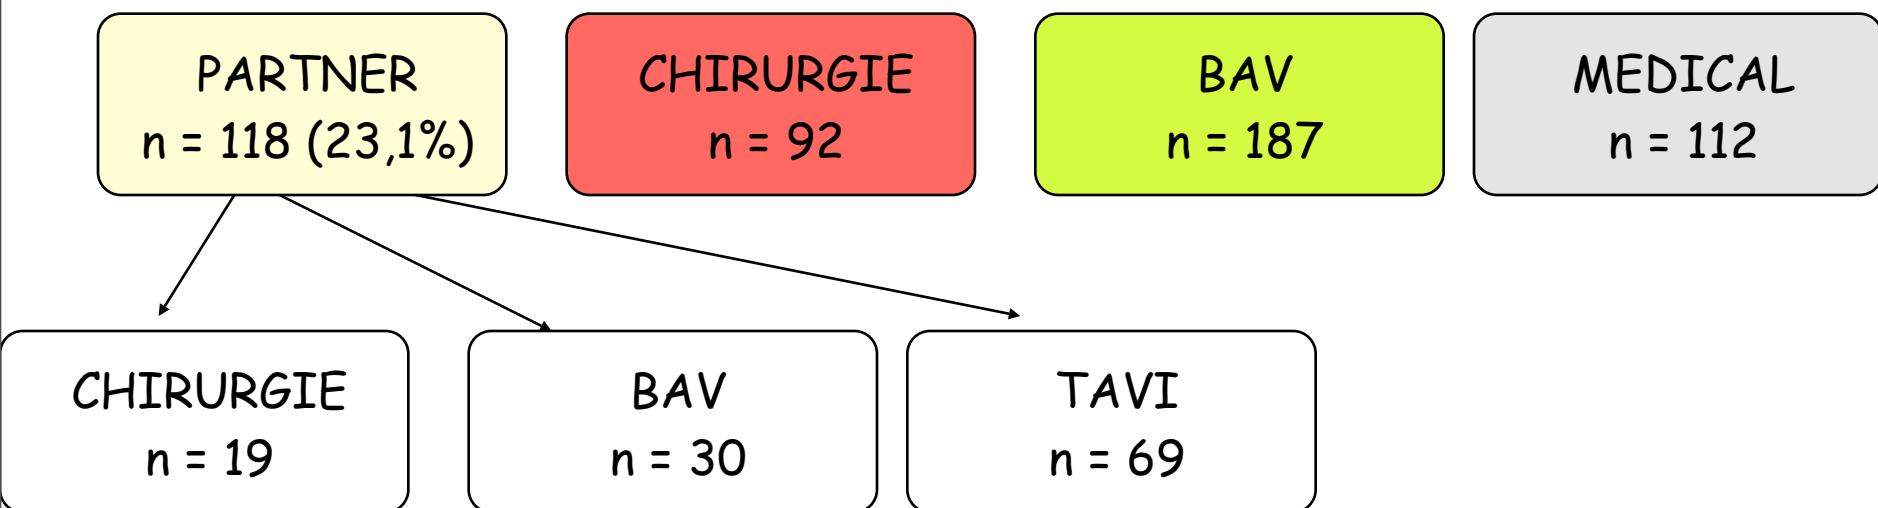 PARTNER
n = 118 (23,1%)
CHIRURGIE
n = 92
BAV
n = 187
MEDICAL
n = 112
CHIRURGIE
n = 19
BAV
n = 30
TAVI
n = 69